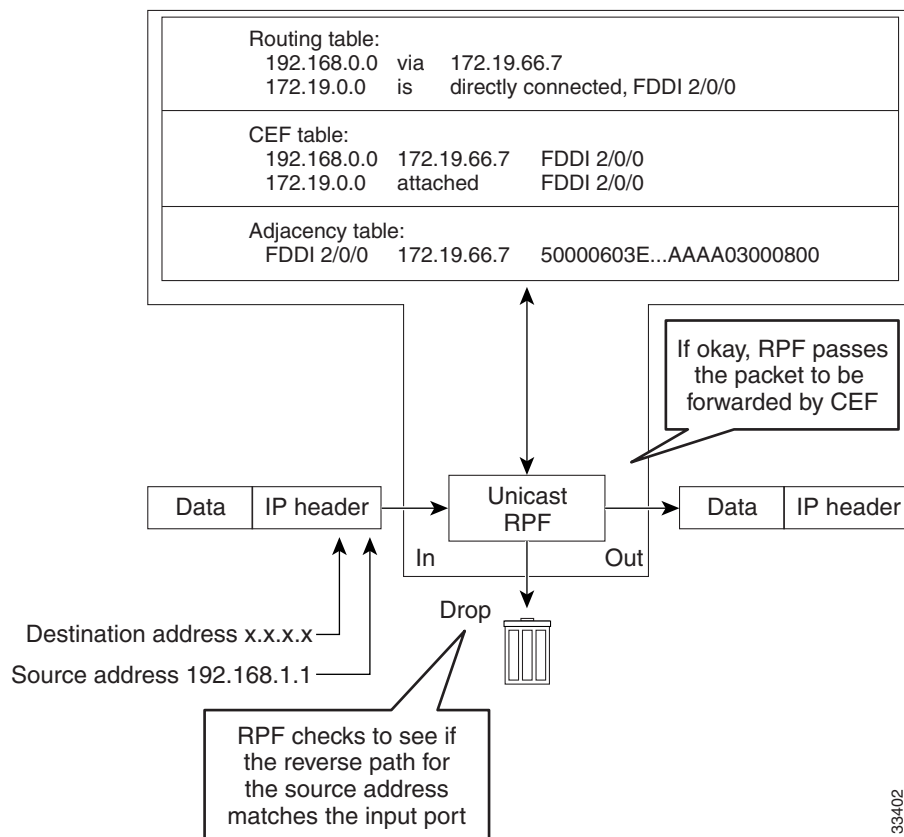 Routing table:
192.168.0.0 via 172.19.66.7
172.19.0.0 is directly connected, FDDI 2/0/0
CEF table:
192.168.0.0 172.19.66.7 FDDI 2/0/0
172.19.0.0 attached FDDI 2/0/0
Adjacency table:
FDDI 2/0/0 172.19.66.7 50000603E...AAAA03000800
If okay, RPF passes
the packet to be
forwarded by CEF
Data IP header
Unicast
RPF
Data IP header
In Out
Drop
Destination address x.x.x.x
Source address 192.168.1.1
RPF checks to see if
the reverse path for
the source address
matches the input port
33402